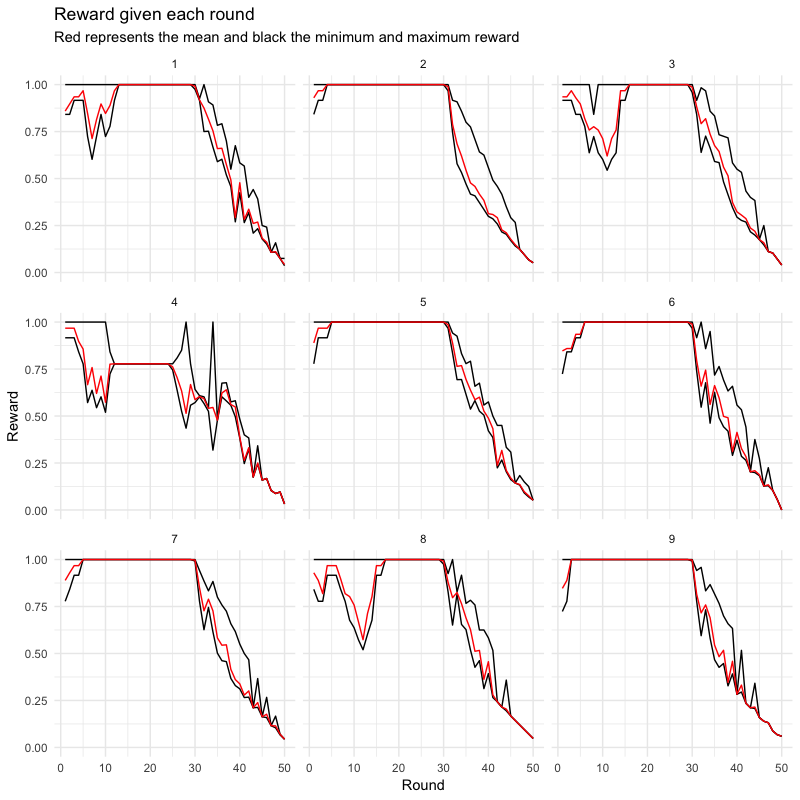 Reward given each round
Red represents the mean and black the minimum and maximum reward
1 2 3
1.00
0.75
0.50
0.25
0.00
4 5 6
1.00
0.75
0.50
0.25
0.00
Reward
7 8 9
1.00
0.75
0.50
0.25
0.00
0 10 20 30 40 50 0 10 20 30 40 50 0 10 20 30 40 50
Round